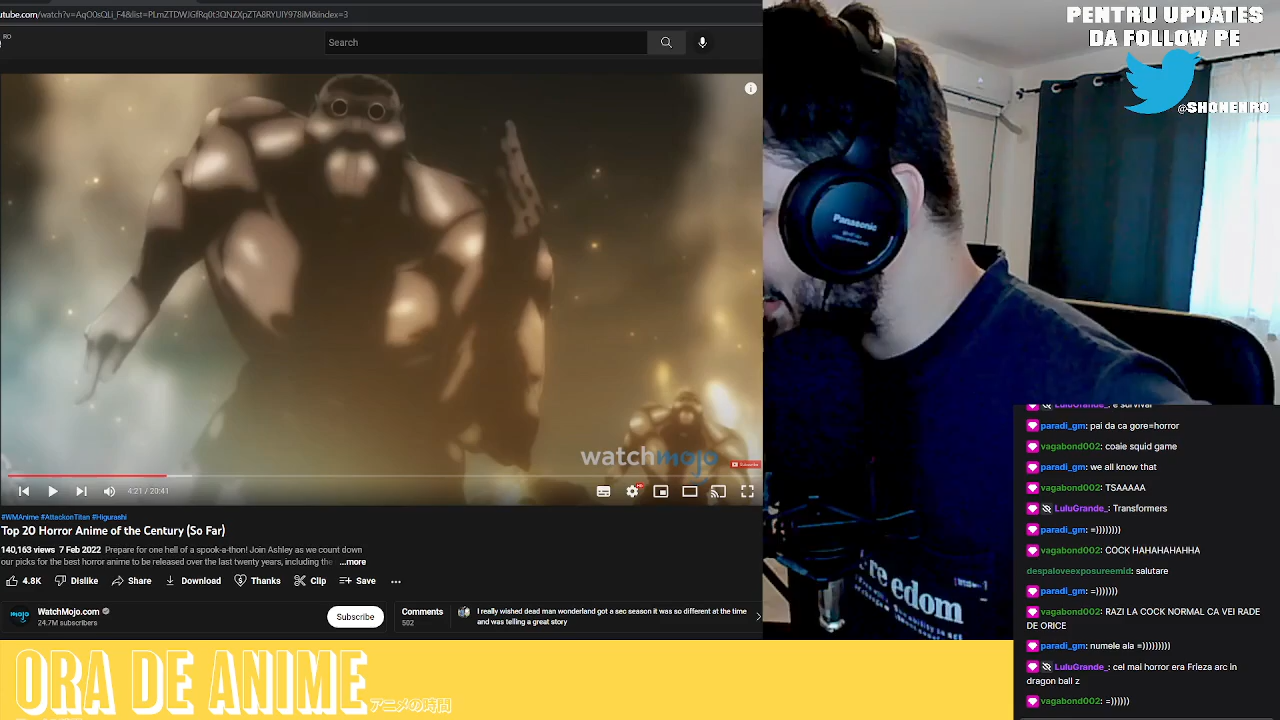 utube.com/watch?v=AqO0sQLi_F4&list=PLmZTDWJGfRq0t3QNZXpZTA8RYUlY978iM&index=3
RO
Search
PENTRU UPDATES
DA FOLLOW PE
@SHONENRO
Panasonic
re edom
watchmojo
Subscribe
4:21 / 20:41
#WMAnime #AttackonTitan #Higurashi
Top 20 Horror Anime of the Century (So Far)
140,163 views 7 Feb 2022 Prepare for one hell of a spook-a-thon! Join Ashley as we count down
our picks for the best horror anime to be released over the last twenty years, including the ...more
4.8K Dislike Share Download Thanks Clip Save
WatchMojo.com
24.7M subscribers
Subscribe
Comments
502
I really wished dead man wonderland got a sec season it was so different at the time
and was telling a great story
LuluGrande_: e survival
paradi_gm: pai da ca gore=horror
vagabond002: coaie squid game
paradi_gm: we all know that
vagabond002: TSAAAAA
LuluGrande_: Transformers
paradi_gm: =))))))))
vagabond002: COCK HAHAHAHAHHA
despaloveexposureemid: salutare
paradi_gm: =)))))))
vagabond002: RAZI LA COCK NORMAL CA VEI RADE
DE ORICE
paradi_gm: numele ala =)))))))))
LuluGrande_: cel mai horror era Frieza arc in
dragon ball z
vagabond002: =))))))
ORA DE ANIME
アニメの時間